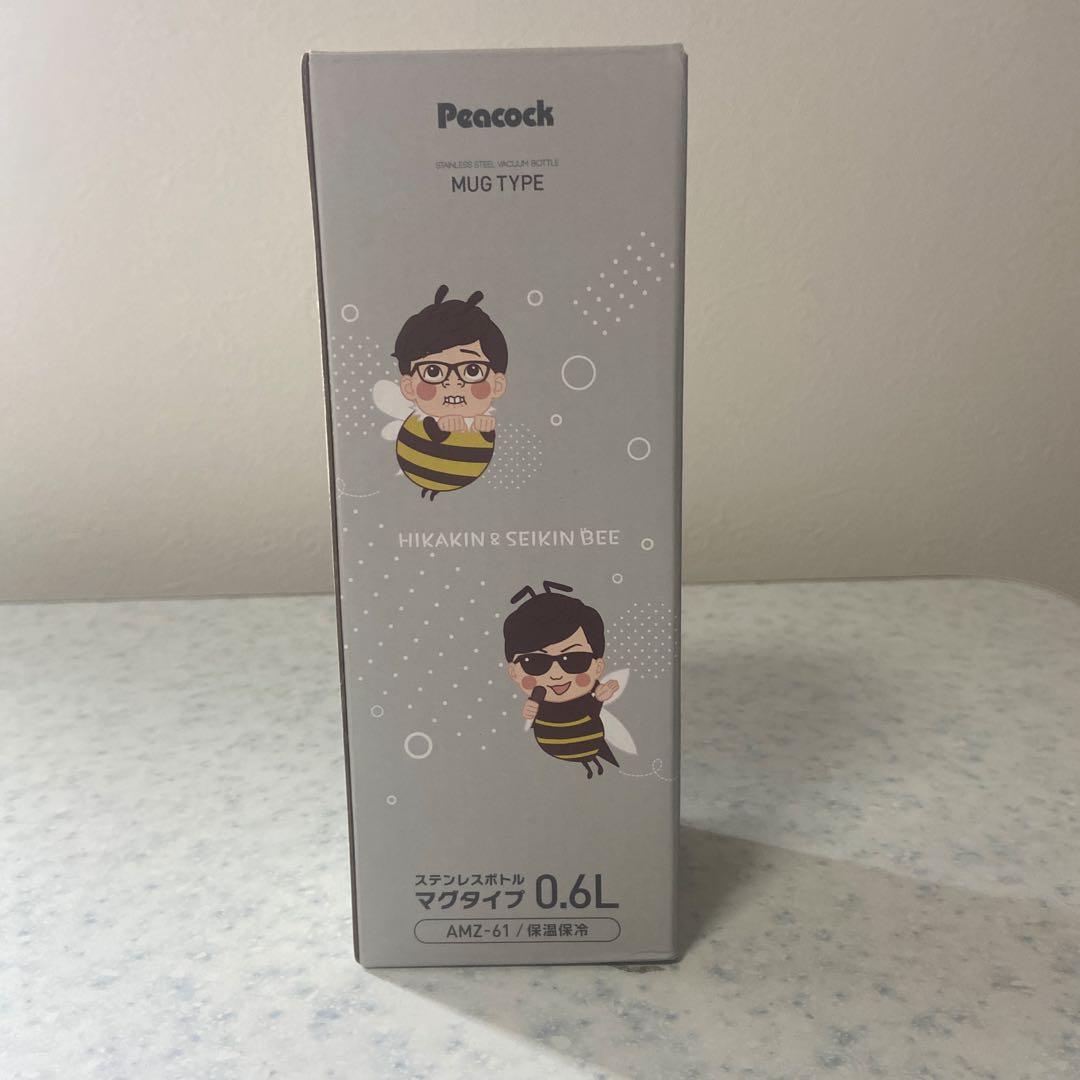 Peacock
STAINLESS STEEL VACUUM BOTTLE
MUG TYPE
HIKAKIN & SEIKIN BEE
ステンレスボトル
マグタイプ 0.6L
AMZ-61 / 保温保冷